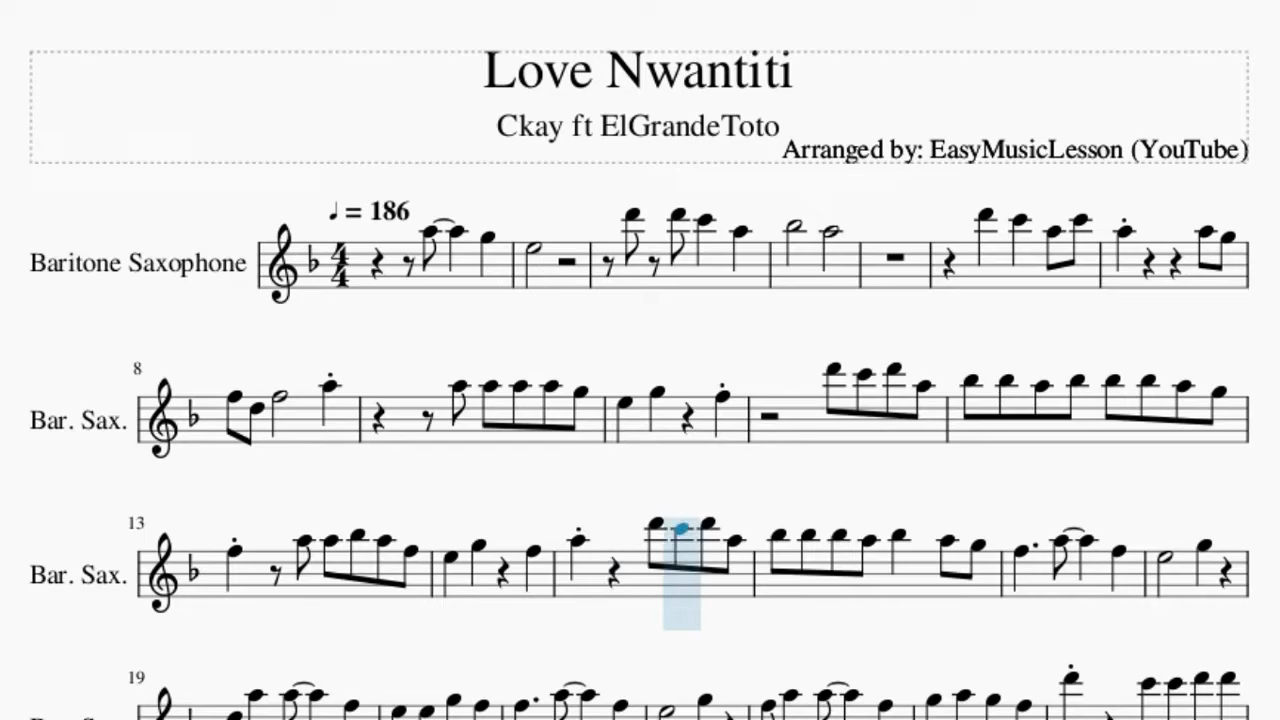 Love Nwantiti
Ckay ft ElGrandeToto
Arranged by: EasyMusicLesson (YouTube)
♩ = 186
Baritone Saxophone
8
Bar. Sax.
13
Bar. Sax.
19